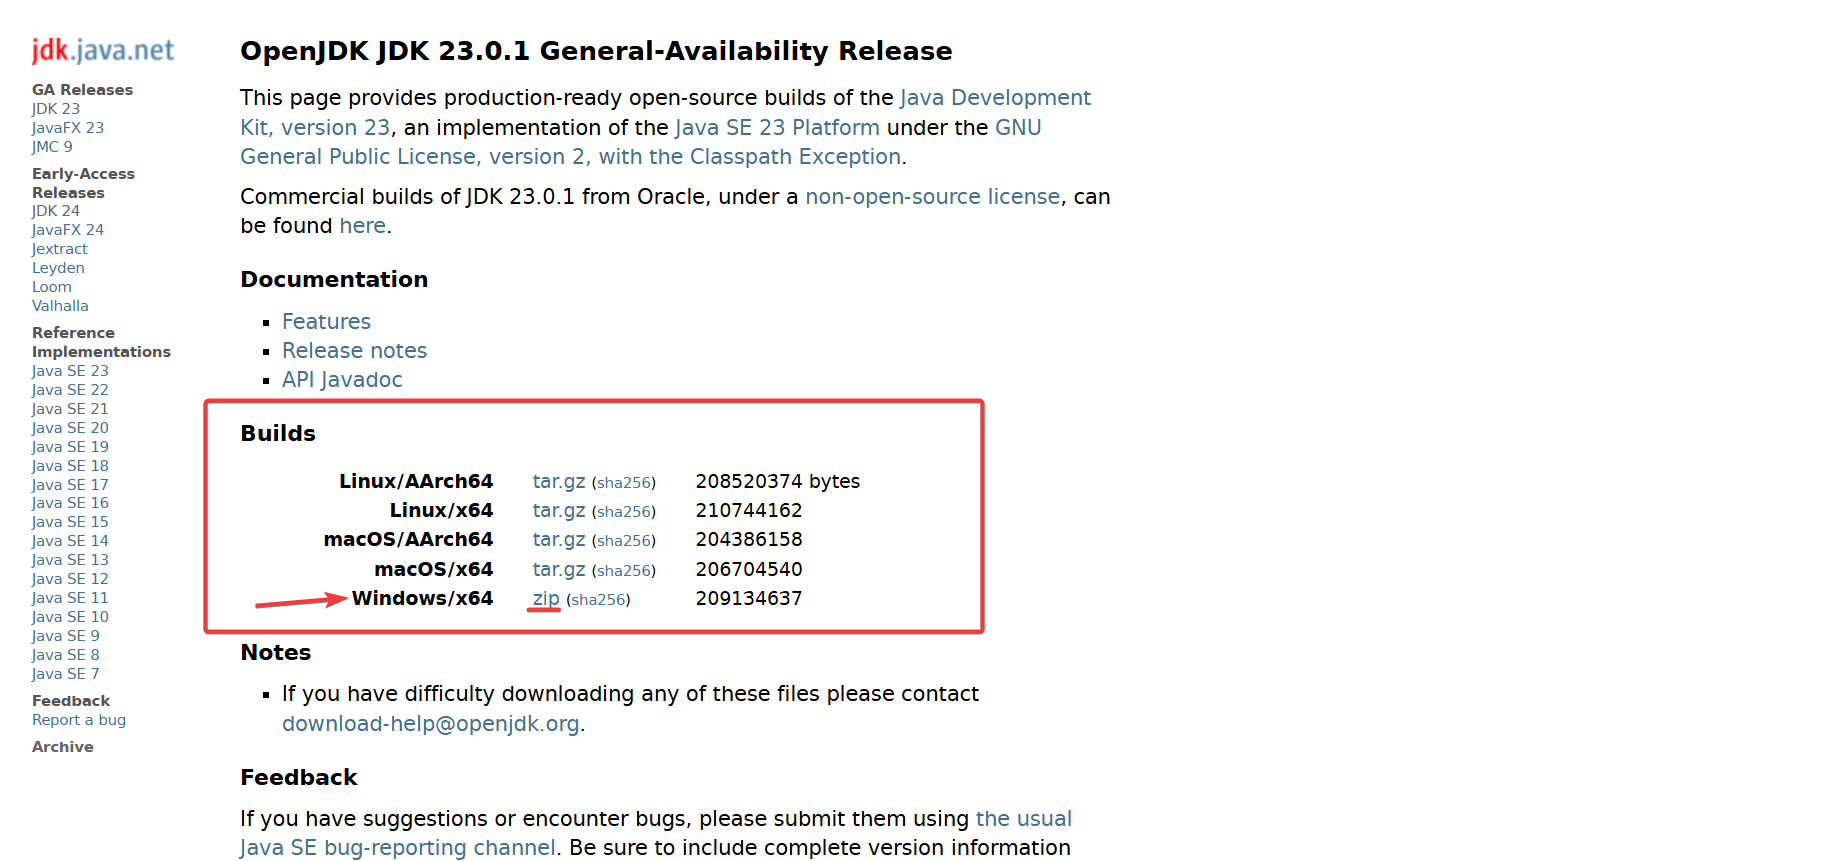 jdk.java.net
GA Releases
JDK 23
JavaFX 23
JMC 9
Early-Access
Releases
JDK 24
JavaFX 24
Jextract
Leyden
Loom
Valhalla
Reference
Implementations
Java SE 23
Java SE 22
Java SE 21
Java SE 20
Java SE 19
Java SE 18
Java SE 17
Java SE 16
Java SE 15
Java SE 14
Java SE 13
Java SE 12
Java SE 11
Java SE 10
Java SE 9
Java SE 8
Java SE 7
Feedback
Report a bug
Archive
OpenJDK JDK 23.0.1 General-Availability Release
This page provides production-ready open-source builds of the Java Development
Kit, version 23, an implementation of the Java SE 23 Platform under the GNU
General Public License, version 2, with the Classpath Exception.
Commercial builds of JDK 23.0.1 from Oracle, under a non-open-source license, can
be found here.
Documentation
Features
Release notes
API Javadoc
Builds
Linux/AArch64 tar.gz (sha256) 208520374 bytes
Linux/x64 tar.gz (sha256) 210744162
macOS/AArch64 tar.gz (sha256) 204386158
macOS/x64 tar.gz (sha256) 206704540
Windows/x64 zip (sha256) 209134637
Notes
If you have difficulty downloading any of these files please contact
download-help@openjdk.org.
Feedback
If you have suggestions or encounter bugs, please submit them using the usual
Java SE bug-reporting channel. Be sure to include complete version information